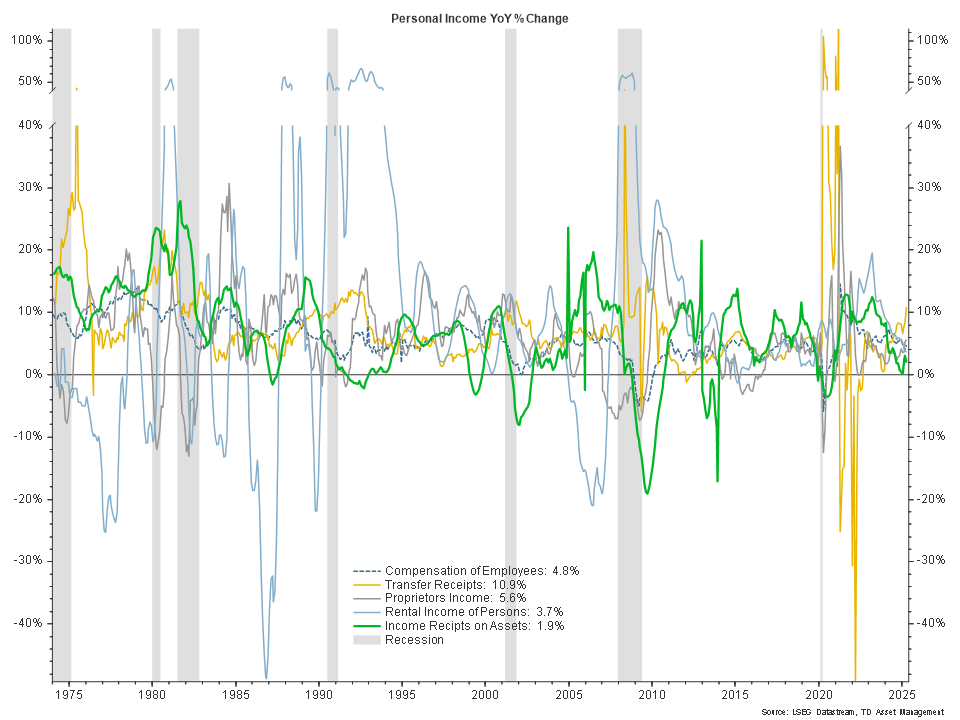 Personal Income YoY % Change
100% 100%
50% 50%
40% 40%
30% 30%
20% 20%
10% 10%
0% 0%
-10% -10%
-20% -20%
-30% -30%
-40% -40%
Compensation of Employees: 4.8%
Transfer Receipts: 10.9%
Proprietors Income: 5.6%
Rental Income of Persons: 3.7%
Income Recipts on Assets: 1.9%
Recession
1975 1980 1985 1990 1995 2000 2005 2010 2015 2020 2025
Source: LSEG Datastream, TD Asset Management